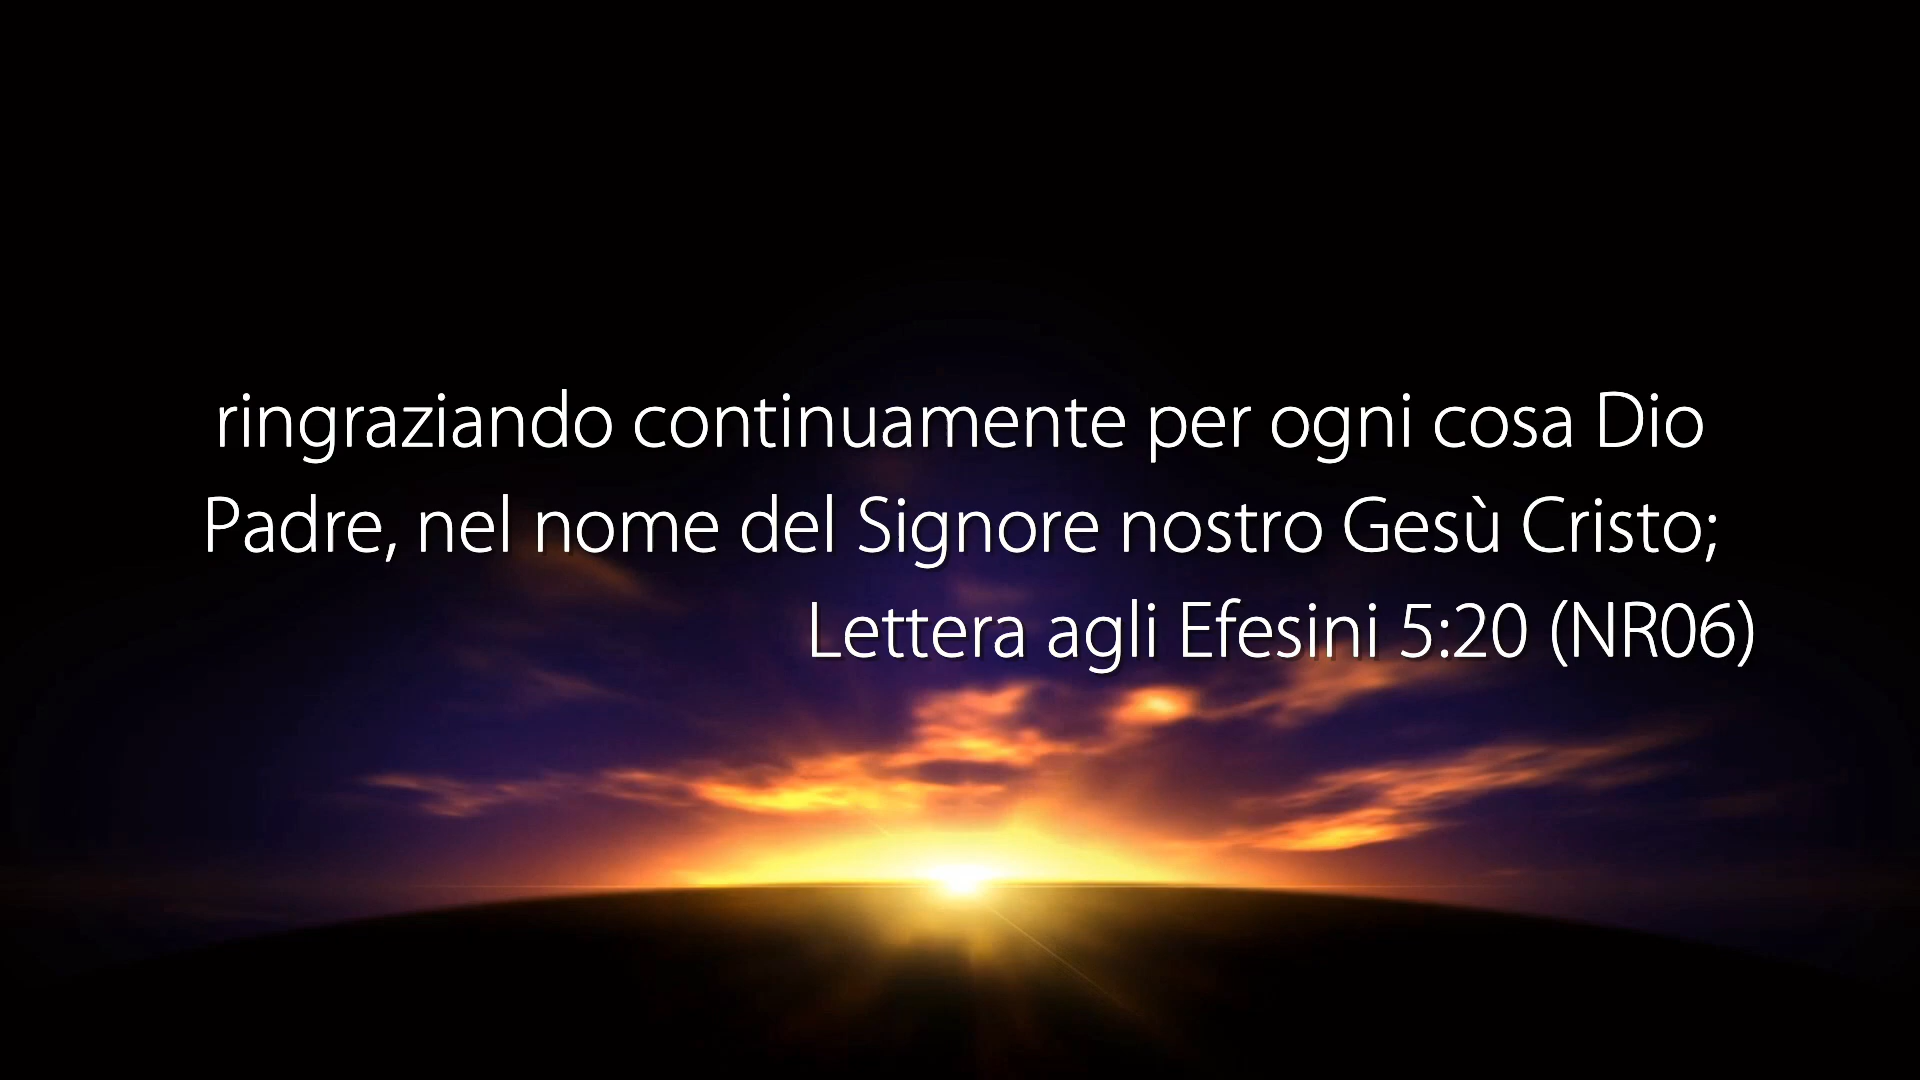 ringraziando continuamente per ogni cosa Dio
Padre, nel nome del Signore nostro Gesù Cristo;
Lettera agli Efesini 5:20 (NR06)